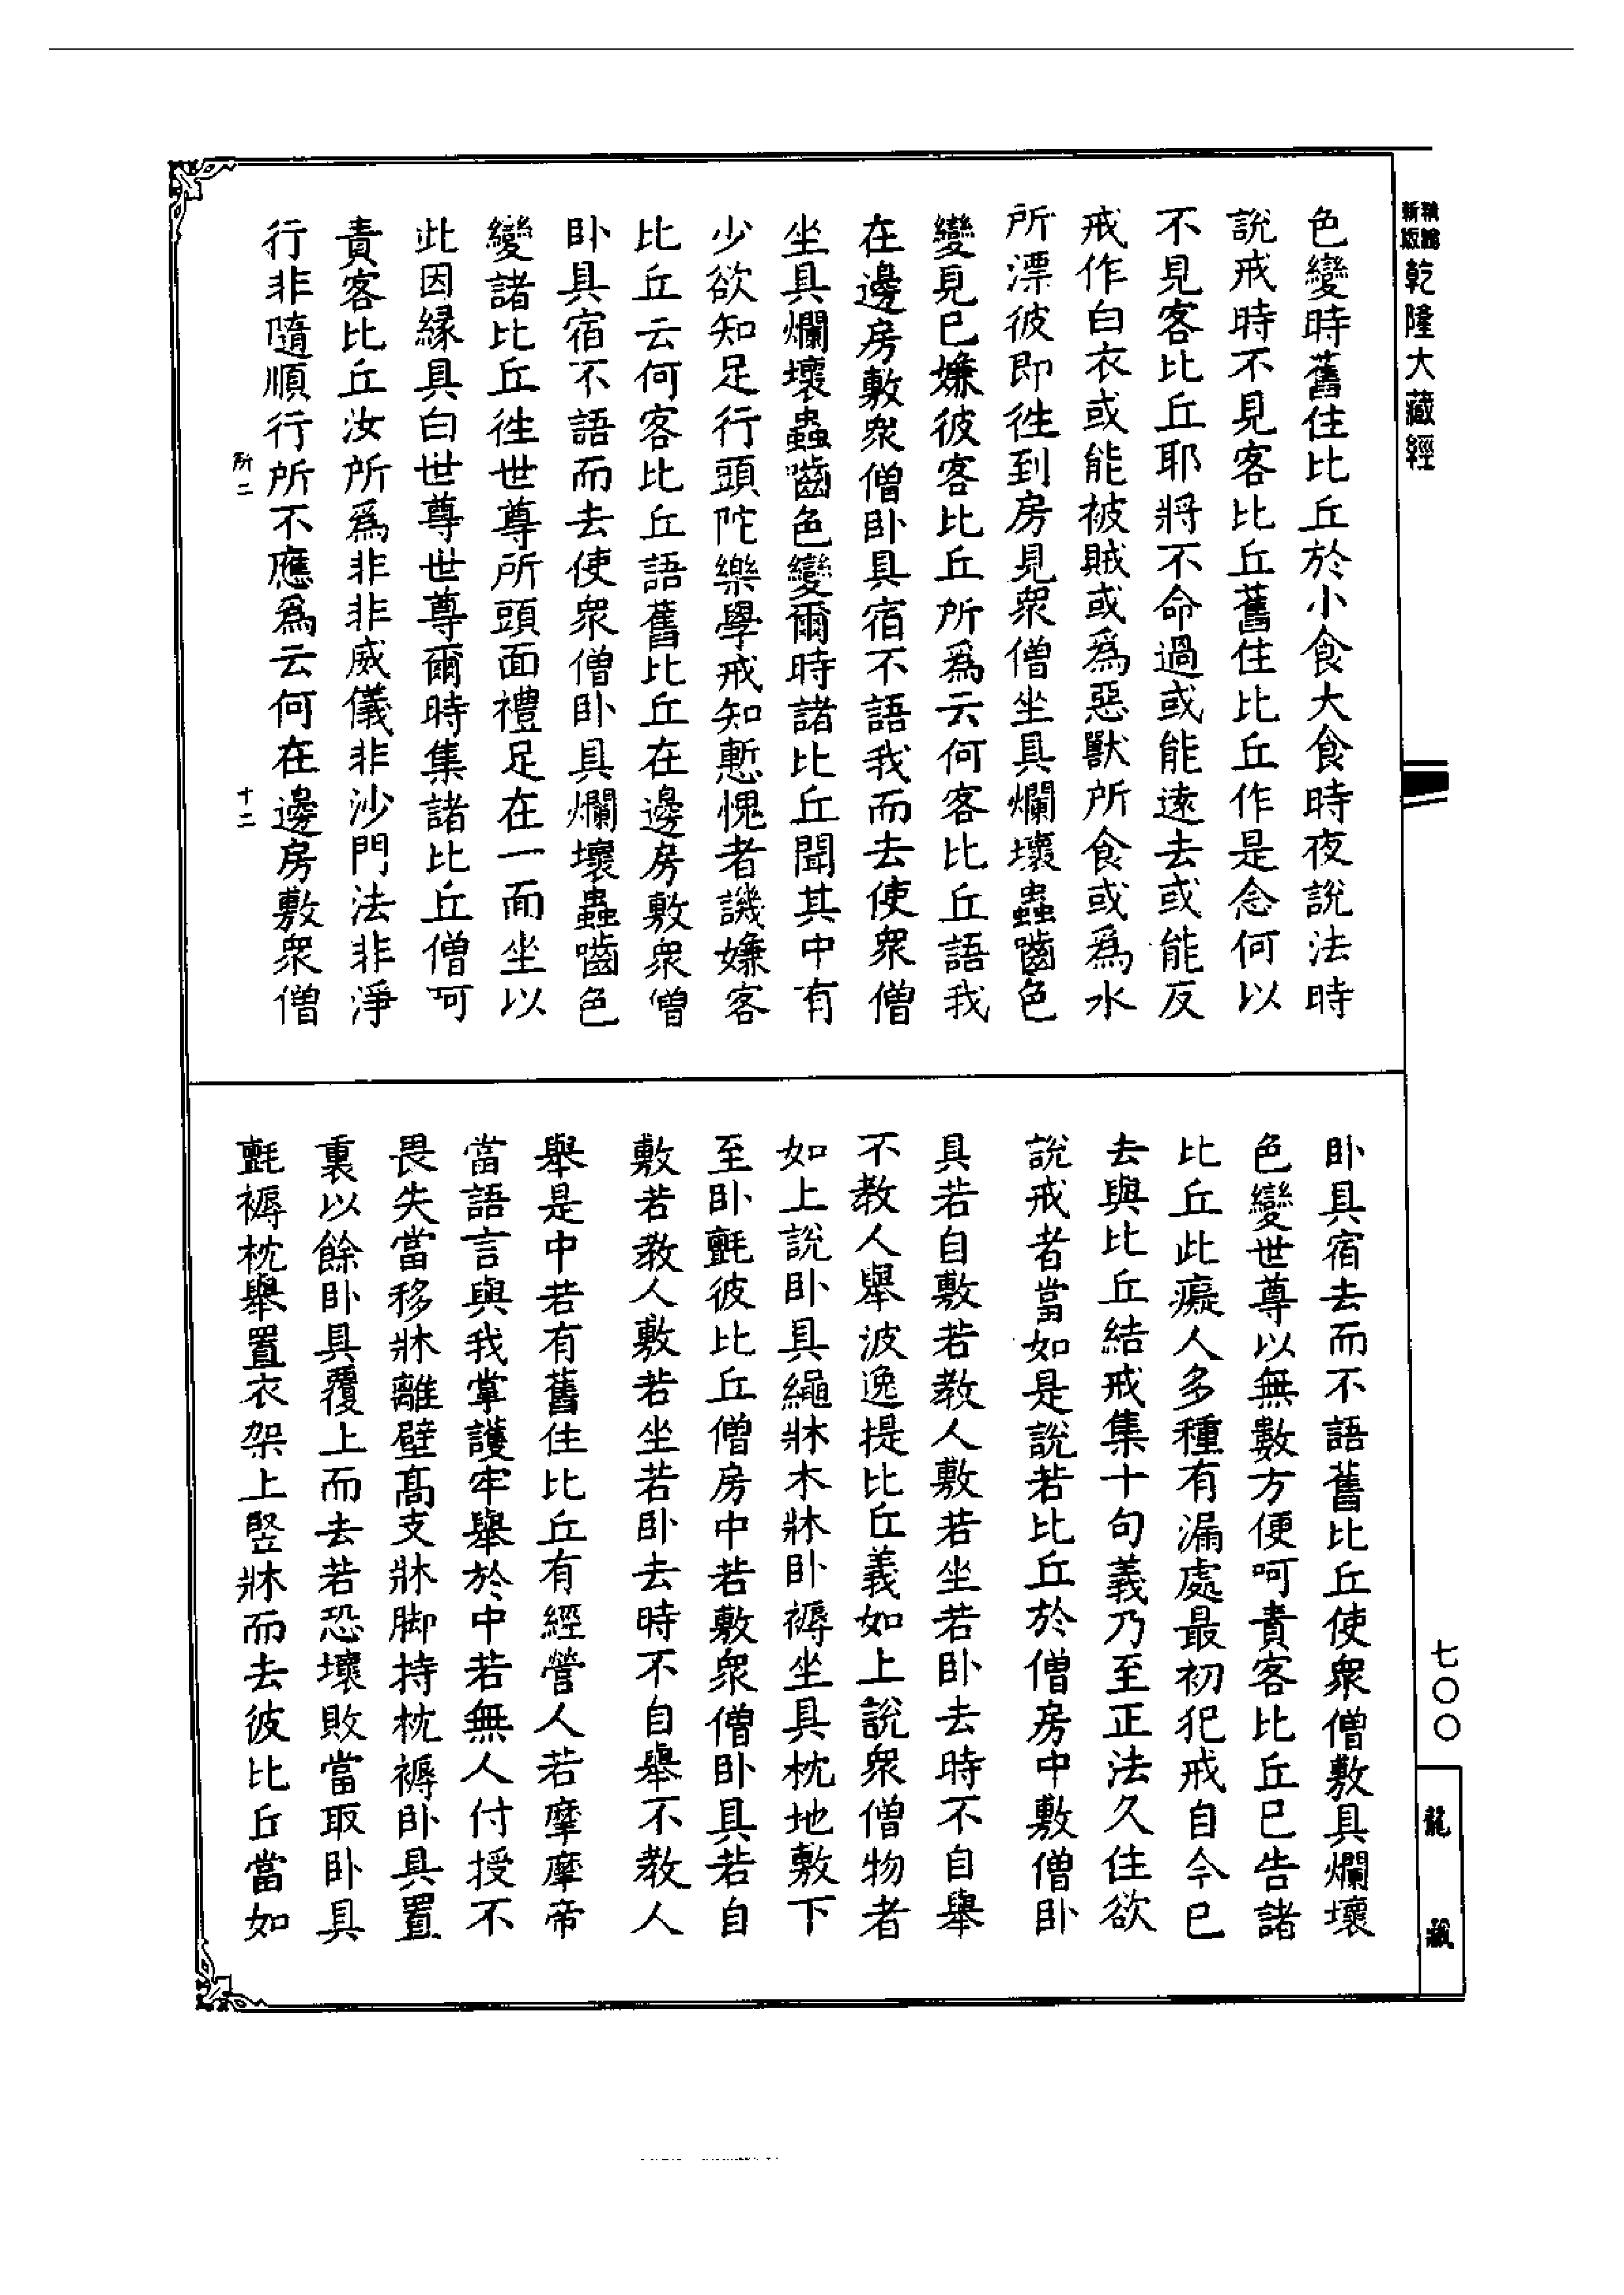 新版
精縮
乾隆大藏經
色變時舊住比丘於小食大食時夜說法時
說戒時不見客比丘舊住比丘作是念何以
不見客比丘耶將不命過或能遠去或能反
戒作白衣或能被賊或爲惡獸所食或爲水
所漂彼即徃到房見衆僧坐具爛壞蟲嚙色
變見已嫌彼客比丘所爲云何客比丘語我
在邊房敷衆僧卧具宿不語我而去使衆僧
坐具爛壞蟲嚙色變爾時諸比丘聞其中有
少欲知足行頭陀樂學戒知慙愧者譏嫌客
比丘云何客比丘語舊比丘在邊房敷衆僧
卧具宿不語而去使衆僧卧具爛壞蟲嚙色
變諸比丘徃世尊所頭面禮足在一面坐以
此因緣具白世尊世尊爾時集諸比丘僧呵
責客比丘汝所爲非非威儀非沙門法非淨
行非隨順行所不應爲云何在邊房敷衆僧
所二
十二
卧具宿去而不語舊比丘使衆僧敷具爛壞
色變世尊以無數方便呵責客比丘已告諸
比丘此癡人多種有漏處最初犯戒自今已
去與比丘結戒集十句義乃至正法久住欲
說戒者當如是說若比丘於僧房中敷僧卧
具若自敷若教人敷若坐若卧去時不自舉
不教人舉波逸提比丘義如上說衆僧物者
如上說卧具繩牀木牀卧褥坐具枕地敷下
至卧氈彼比丘僧房中若敷衆僧卧具若自
敷若教人敷若坐若卧去時不自舉不教人
舉是中若有舊住比丘有經營人若摩摩帝
當語言與我掌護牢舉於中若無人付授不
畏失當移牀離壁髙支牀脚持枕褥卧具置
裏以餘卧具覆上而去若恐壞敗當取卧具
氈褥枕舉置衣架上竪牀而去彼比丘當如
七〇〇
龍藏